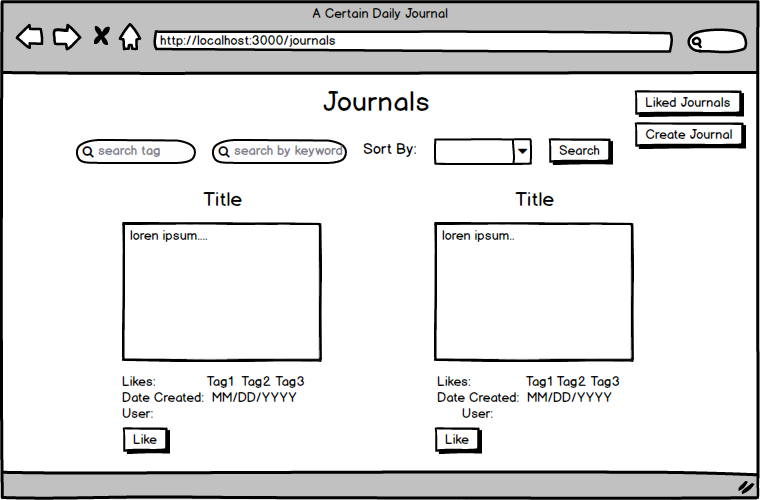 A Certain Daily Journal
http://localhost:3000/journals
Journals
Liked Journals
Create Journal
search tag
search by keyword
Sort By:
Search
Title
loren ipsum....
Likes: Tag1 Tag2 Tag3
Date Created: MM/DD/YYYY
User:
Like
Title
loren ipsum..
Likes: Tag1 Tag2 Tag3
Date Created: MM/DD/YYYY
User:
Like